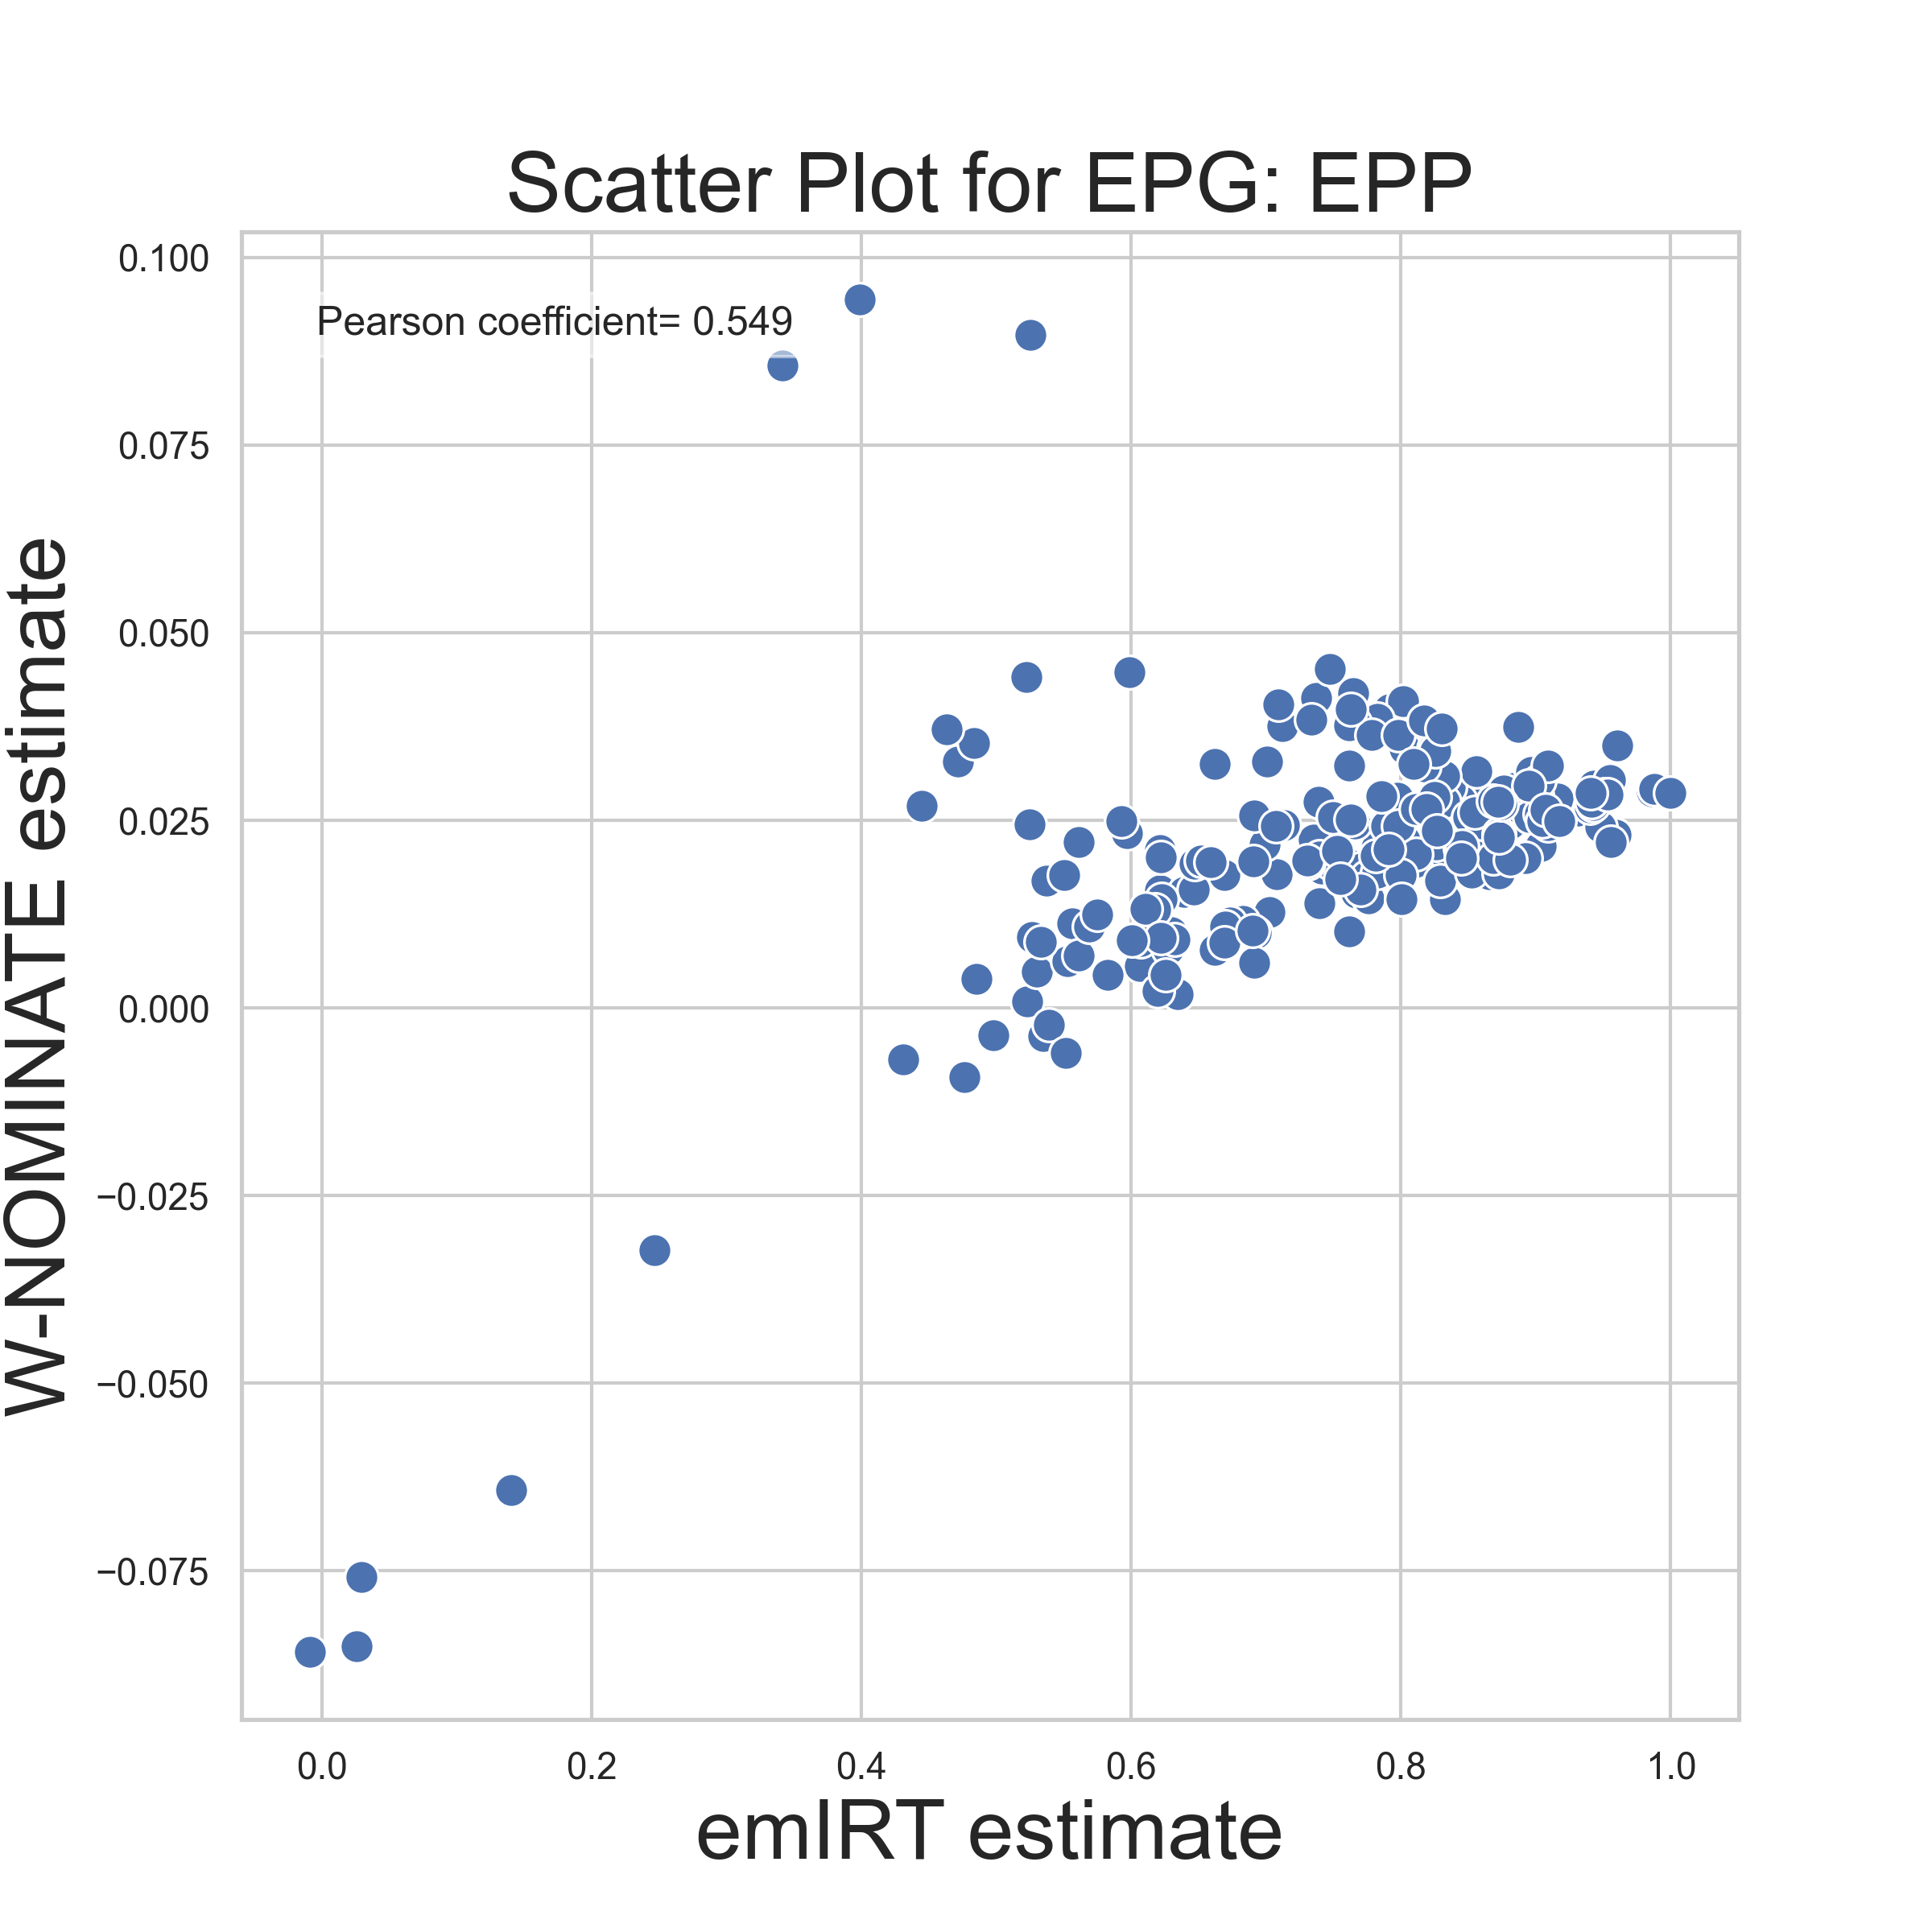 Scatter Plot for EPG: EPP
Pearson coefficient= 0.549
0.100
0.075
0.050
0.025
0.000
−0.025
−0.050
−0.075
W-NOMINATE estimate
0.0 0.2 0.4 0.6 0.8 1.0
emIRT estimate